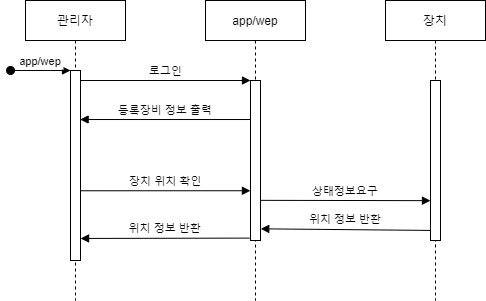 관리자
app/wep
장치
app/wep
로그인
등록장비 정보 출력
장치 위치 확인
상태정보요구
위치 정보 반환
위치 정보 반환